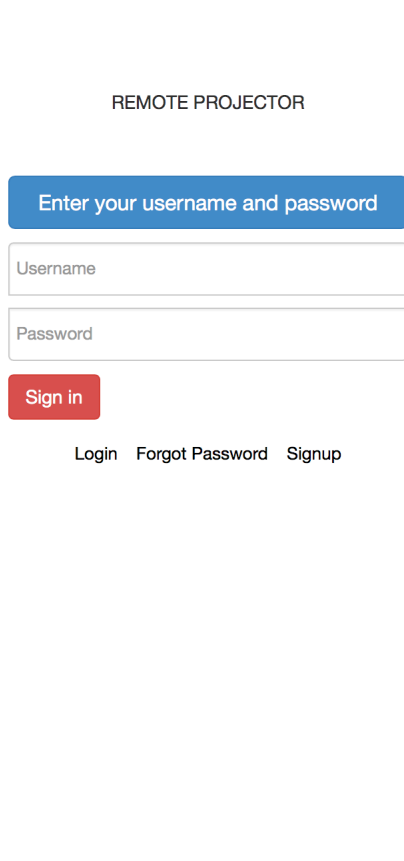 REMOTE PROJECTOR
Enter your username and password
Username
Password
Sign in
Login Forgot Password Signup